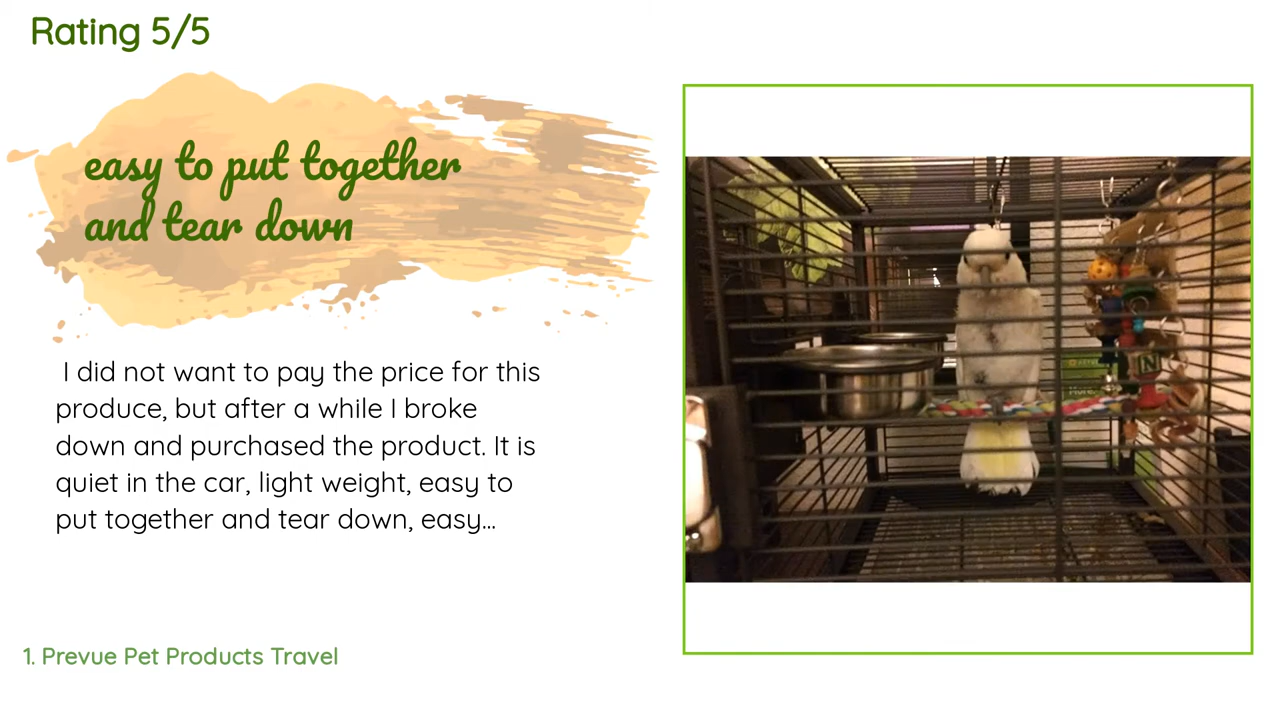 Rating 5/5
easy to put together
and tear down
I did not want to pay the price for this
produce, but after a while I broke
down and purchased the product. It is
quiet in the car, light weight, easy to
put together and tear down, easy...
N
1. Prevue Pet Products Travel